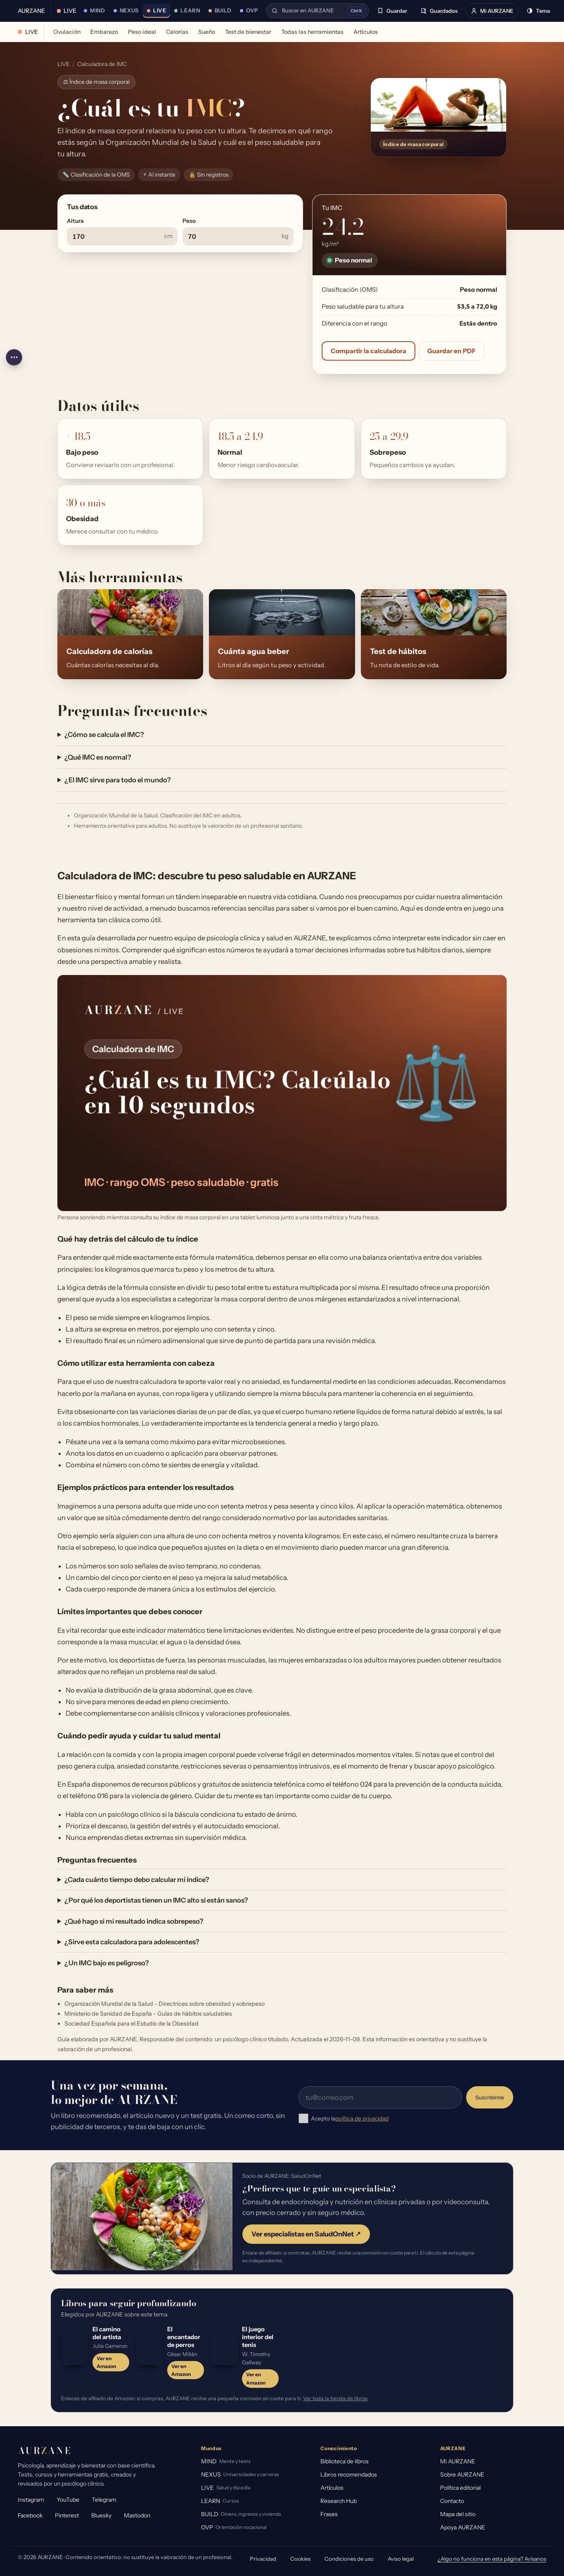 AURZANE LIVE MIND NEXUS LIVE LEARN BUILD OVP Buscar en AURZANE Ctrl K Guardar Guardados Mi AURZANE Tema
LIVE Ovulación Embarazo Peso ideal Calorías Sueño Test de bienestar Todas las herramientas Artículos
LIVE / Calculadora de IMC
Índice de masa corporal
¿Cuál es tu IMC?
El índice de masa corporal relaciona tu peso con tu altura. Te decimos en qué rango
estás según la Organización Mundial de la Salud y cuál es el peso saludable para
tu altura.
Clasificación de la OMS Al instante Sin registros
Índice de masa corporal
Tus datos
Altura Peso
170 cm 70 kg
Tu IMC
24,2
kg/m²
Peso normal
Clasificación (OMS) Peso normal
Peso saludable para tu altura 53,5 a 72,0 kg
Diferencia con el rango Estás dentro
Compartir la calculadora Guardar en PDF
Datos útiles
< 18,5
Bajo peso
Conviene revisarlo con un profesional.
18,5 a 24,9
Normal
Menor riesgo cardiovascular.
25 a 29,9
Sobrepeso
Pequeños cambios ya ayudan.
30 o más
Obesidad
Merece consultar con tu médico.
Más herramientas
Calculadora de calorías
Cuántas calorías necesitas al día.
Cuánta agua beber
Litros al día según tu peso y actividad.
Test de hábitos
Tu nota de estilo de vida.
Preguntas frecuentes
¿Cómo se calcula el IMC?
¿Qué IMC es normal?
¿El IMC sirve para todo el mundo?
Organización Mundial de la Salud. Clasificación del IMC en adultos.
Herramienta orientativa para adultos. No sustituye la valoración de un profesional sanitario.
Calculadora de IMC: descubre tu peso saludable en AURZANE
El bienestar físico y mental forman un tándem inseparable en nuestra vida cotidiana. Cuando nos preocupamos por cuidar nuestra alimentación
y nuestro nivel de actividad, a menudo buscamos referencias sencillas para saber si vamos por el buen camino. Aquí es donde entra en juego una
herramienta tan clásica como útil.
En esta guía desarrollada por nuestro equipo de psicología clínica y salud en AURZANE, te explicamos cómo interpretar este indicador sin caer en
obsesiones ni mitos. Comprender qué significan estos números te ayudará a tomar decisiones informadas sobre tus hábitos diarios, siempre
desde una perspectiva amable y realista.
AURZANE / LIVE
Calculadora de IMC
¿Cuál es tu IMC? Calcúlalo
en 10 segundos
IMC · rango OMS · peso saludable · gratis
Persona sonriendo mientras consulta su índice de masa corporal en un tablet luminosa junto a una cinta métrica y fruta fresca.
Qué hay detrás del cálculo de tu índice
Para entender qué mide exactamente esta fórmula matemática, debemos pensar en ella como una balanza orientativa entre dos variables
principales: los kilogramos que marca tu peso y los metros de tu altura.
La lógica detrás de la fórmula consiste en dividir tu peso total entre tu estatura multiplicada por sí misma. El resultado ofrece una proporción
general que ayuda a los especialistas a categorizar la masa corporal dentro de unos márgenes estandarizados a nivel internacional.
El peso se mide siempre en kilogramos limpios.
La altura se expresa en metros, por ejemplo uno con setenta y cinco.
El resultado final es un número adimensional que sirve de punto de partida para una revisión médica.
Cómo utilizar esta herramienta con cabeza
Para que el uso de nuestra calculadora te aporte valor real y no ansiedad, es fundamental medirte en las condiciones adecuadas. Recomendamos
hacerlo por la mañana en ayunas, con ropa ligera y utilizando siempre la misma báscula para mantener la coherencia en el seguimiento.
Evita obsesionarte con las variaciones diarias de un par de días, ya que el cuerpo humano retiene líquidos de forma natural debido al estrés, la sal
o los cambios hormonales. Lo verdaderamente importante es la tendencia general a medio y largo plazo.
Pésate una vez a la semana como máximo para evitar microobsesiones.
Anota los datos en un cuaderno o aplicación para observar patrones.
Combina el número con cómo te sientes de energía y vitalidad.
Ejemplos prácticos para entender los resultados
Imaginemos a una persona adulta que mide uno con setenta metros y pesa sesenta y cinco kilos. Al aplicar la operación matemática, obtenemos
un valor que se sitúa cómodamente dentro del rango considerado normativo por las autoridades sanitarias.
Otro ejemplo sería alguien con una altura de uno con ochenta metros y noventa kilogramos. En este caso, el número resultante cruza la barrera
hacia el sobrepeso, lo que indica que pequeños ajustes en la dieta o en el movimiento diario pueden marcar una gran diferencia.
Los números son solo señales de aviso temprano, no condenas.
Un cambio del cinco por ciento en el peso ya mejora la salud metabólica.
Cada cuerpo responde de manera única a los estímulos del ejercicio.
Límites importantes que debes conocer
Es vital recordar que este indicador matemático tiene limitaciones evidentes. No distingue entre el peso procedente de la grasa corporal y el que
corresponde a la masa muscular, el agua o la densidad ósea.
Por este motivo, los deportistas de fuerza, las personas musculadas, las mujeres embarazadas o los adultos mayores pueden obtener resultados
alterados que no reflejan un problema real de salud.
No evalúa la distribución de la grasa abdominal, que es clave.
No sirve para menores de edad en pleno crecimiento.
Debe complementarse con análisis clínicos y valoraciones profesionales.
Cuándo pedir ayuda y cuidar tu salud mental
La relación con la comida y con la propia imagen corporal puede volverse frágil en determinados momentos vitales. Si notas que el control del
peso genera culpa, ansiedad constante, restricciones severas o pensamientos intrusivos, es el momento de frenar y buscar apoyo psicológico.
En España disponemos de recursos públicos y gratuitos de asistencia telefónica como el teléfono 024 para la prevención de la conducta suicida,
o el teléfono 016 para la violencia de género. Cuidar de tu mente es tan importante como cuidar de tu cuerpo.
Habla con un psicólogo clínico si la báscula condiciona tu estado de ánimo.
Prioriza el descanso, la gestión del estrés y el autocuidado emocional.
Nunca emprendas dietas extremas sin supervisión médica.
Preguntas frecuentes
¿Cada cuánto tiempo debo calcular mi índice?
¿Por qué los deportistas tienen un IMC alto si están sanos?
¿Qué hago si mi resultado indica sobrepeso?
¿Sirve esta calculadora para adolescentes?
¿Un IMC bajo es peligroso?
Para saber más
Organización Mundial de la Salud - Directrices sobre obesidad y sobrepeso
Ministerio de Sanidad de España - Guías de hábitos saludables
Sociedad Española para el Estudio de la Obesidad
Guía elaborada por AURZANE. Responsable del contenido: un psicólogo clínico titulado. Actualizada el 2026-11-09. Esta información es orientativa y no sustituye la
valoración de un profesional.
Una vez por semana,
lo mejor de AURZANE
Un libro recomendado, el artículo nuevo y un test gratis. Un correo corto, sin
publicidad de terceros, y te das de baja con un clic.
tu@correo.com Suscribirme
Acepto la política de privacidad
Socio de AURZANE: SaludOnNet
¿Prefieres que te guíe un especialista?
Consulta de endocrinología y nutrición en clínicas privadas o por videoconsulta,
con precio cerrado y sin seguro médico.
Ver especialistas en SaludOnNet ↗
Enlace de afiliado: si contratas, AURZANE recibe una comisión sin coste para ti. El cálculo de esta página
es independiente.
Libros para seguir profundizando
Elegidos por AURZANE sobre este tema.
El camino
del artista
Julia Cameron
Ver en
Amazon
El
encantador
de perros
César Millán
Ver en
Amazon
El juego
interior del
tenis
W. Timothy
Gallwey
Ver en
Amazon
Enlaces de afiliado de Amazon: si compras, AURZANE recibe una pequeña comisión sin coste para ti. Ver toda la tienda de libros
AURZANE
Psicología, aprendizaje y bienestar con base científica.
Tests, cursos y herramientas gratis, creados y
revisados por un psicólogo clínico.
Instagram YouTube Telegram
Facebook Pinterest Bluesky Mastodon
Mundos
MIND Mente y tests
NEXUS Universidades y carreras
LIVE Salud y día a día
LEARN Cursos
BUILD Dinero, ingresos y vivienda
OVP Orientación vocacional
Conocimiento
Biblioteca de libros
Libros recomendados
Artículos
Research Hub
Frases
AURZANE
Mi AURZANE
Sobre AURZANE
Política editorial
Contacto
Mapa del sitio
Apoya AURZANE
© 2026 AURZANE · Contenido orientativo: no sustituye la valoración de un profesional. Privacidad Cookies Condiciones de uso Aviso legal ¿Algo no funciona en esta página? Avísanos